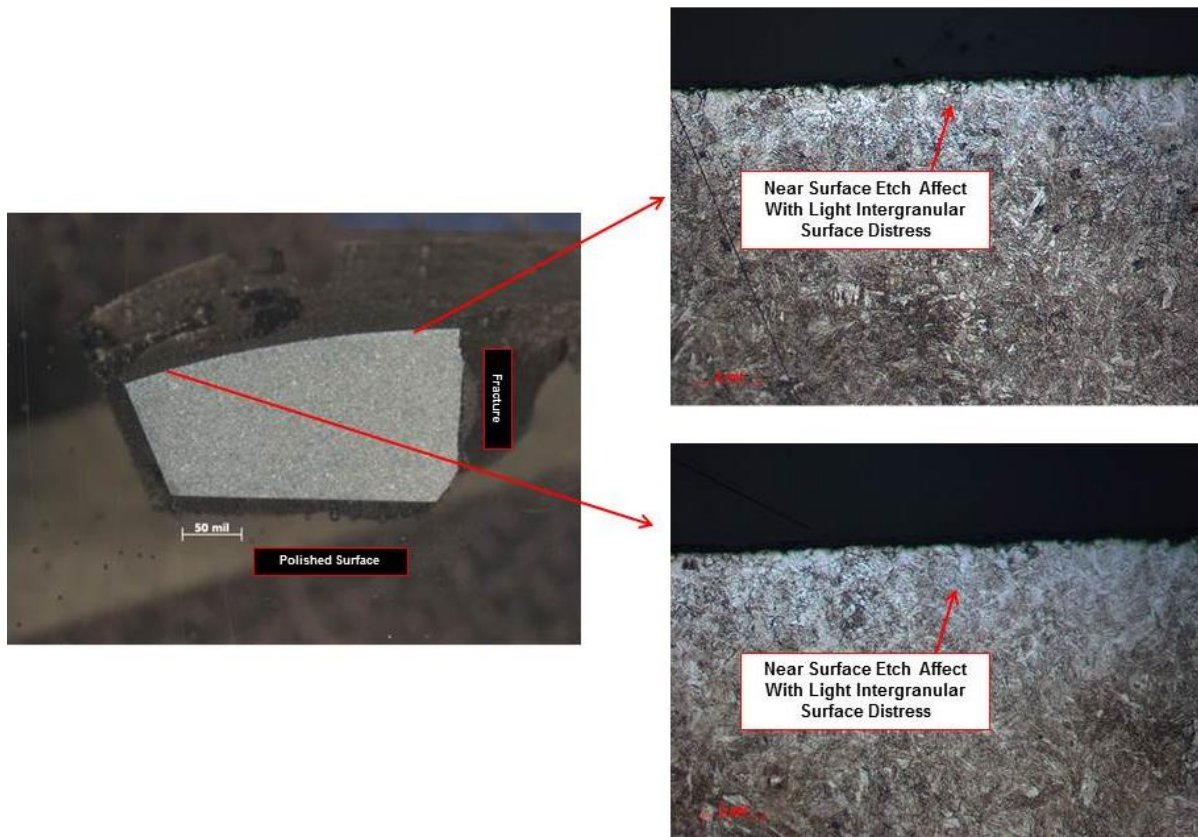 Near Surface Etch Affect
With Light Intergranular
Surface Distress
Fracture
50 mil
Polished Surface
Near Surface Etch Affect
With Light Intergranular
Surface Distress